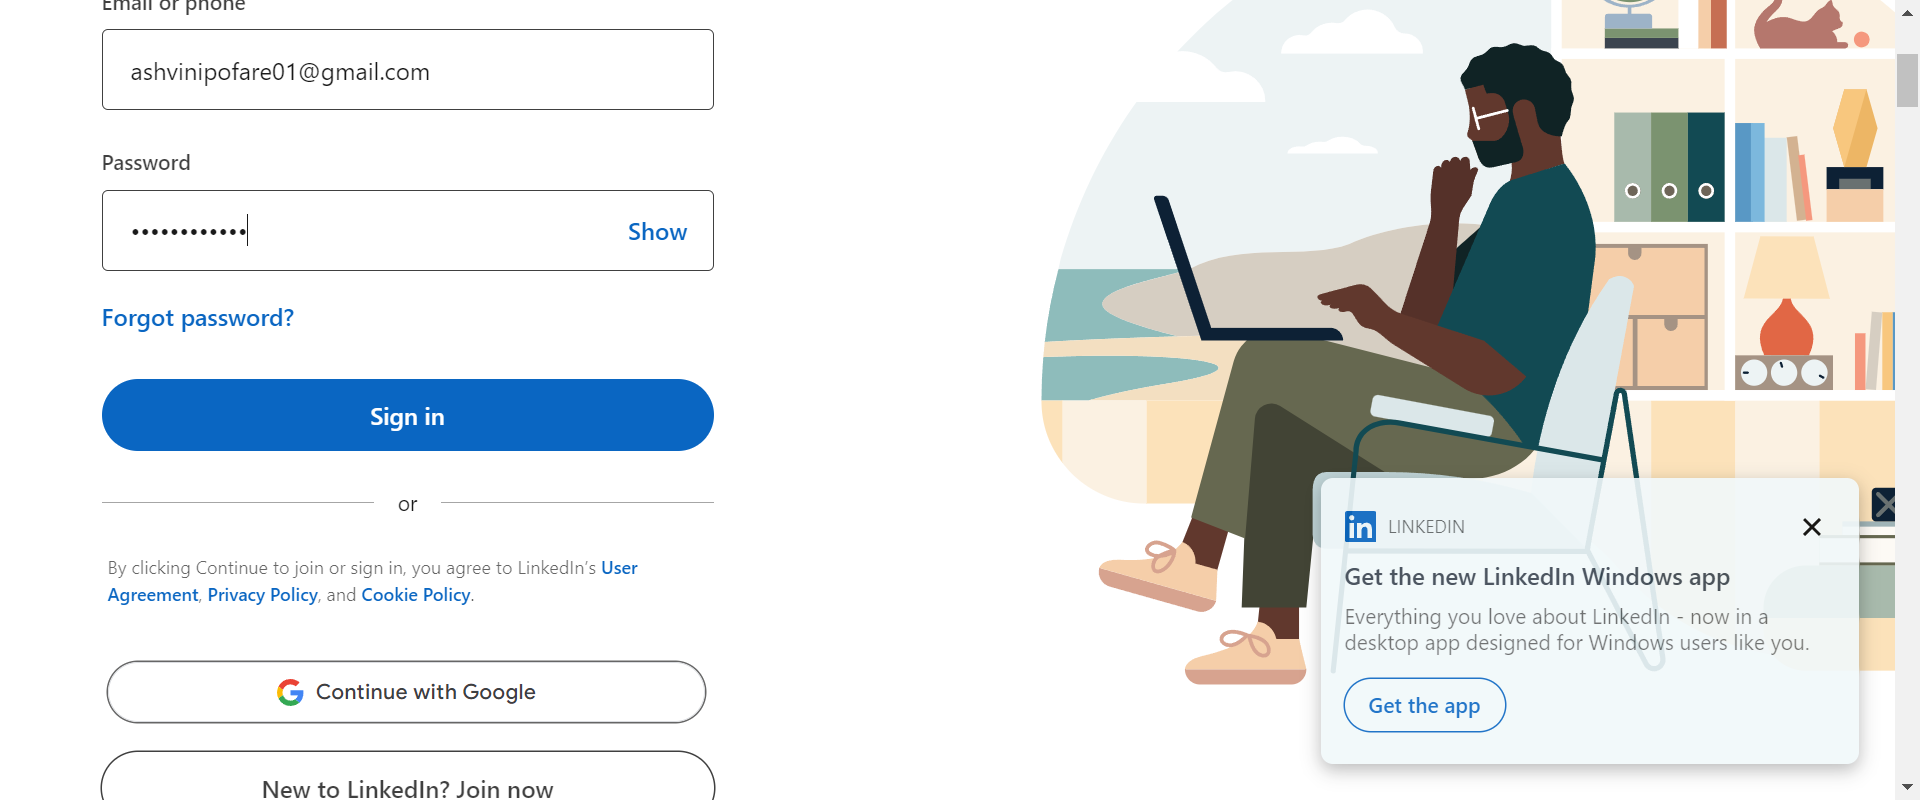 Email or phone
ashvinipofare01@gmail.com
Password
••••••••••••
Show
Forgot password?
Sign in
or
By clicking Continue to join or sign in, you agree to LinkedIn’s User
Agreement, Privacy Policy, and Cookie Policy.
Continue with Google
New to LinkedIn? Join now
in LINKEDIN
Get the new LinkedIn Windows app
Everything you love about LinkedIn - now in a
desktop app designed for Windows users like you.
Get the app